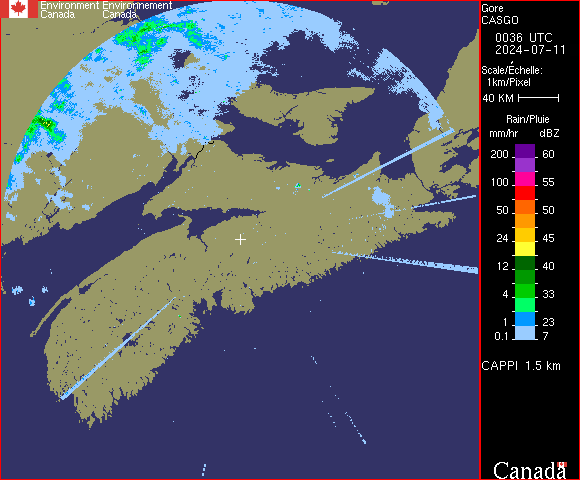 Environment Environnement
Canada Canada
Gore
CASGO
0036 UTC
2024-07-11
Scale/Échelle:
1km/Pixel
40 KM
Rain/Pluie
mm/hr dBZ
200 60
100 55
50 50
24 45
12 40
4 33
1 23
0.1 7
CAPPI 1.5 km
Canada